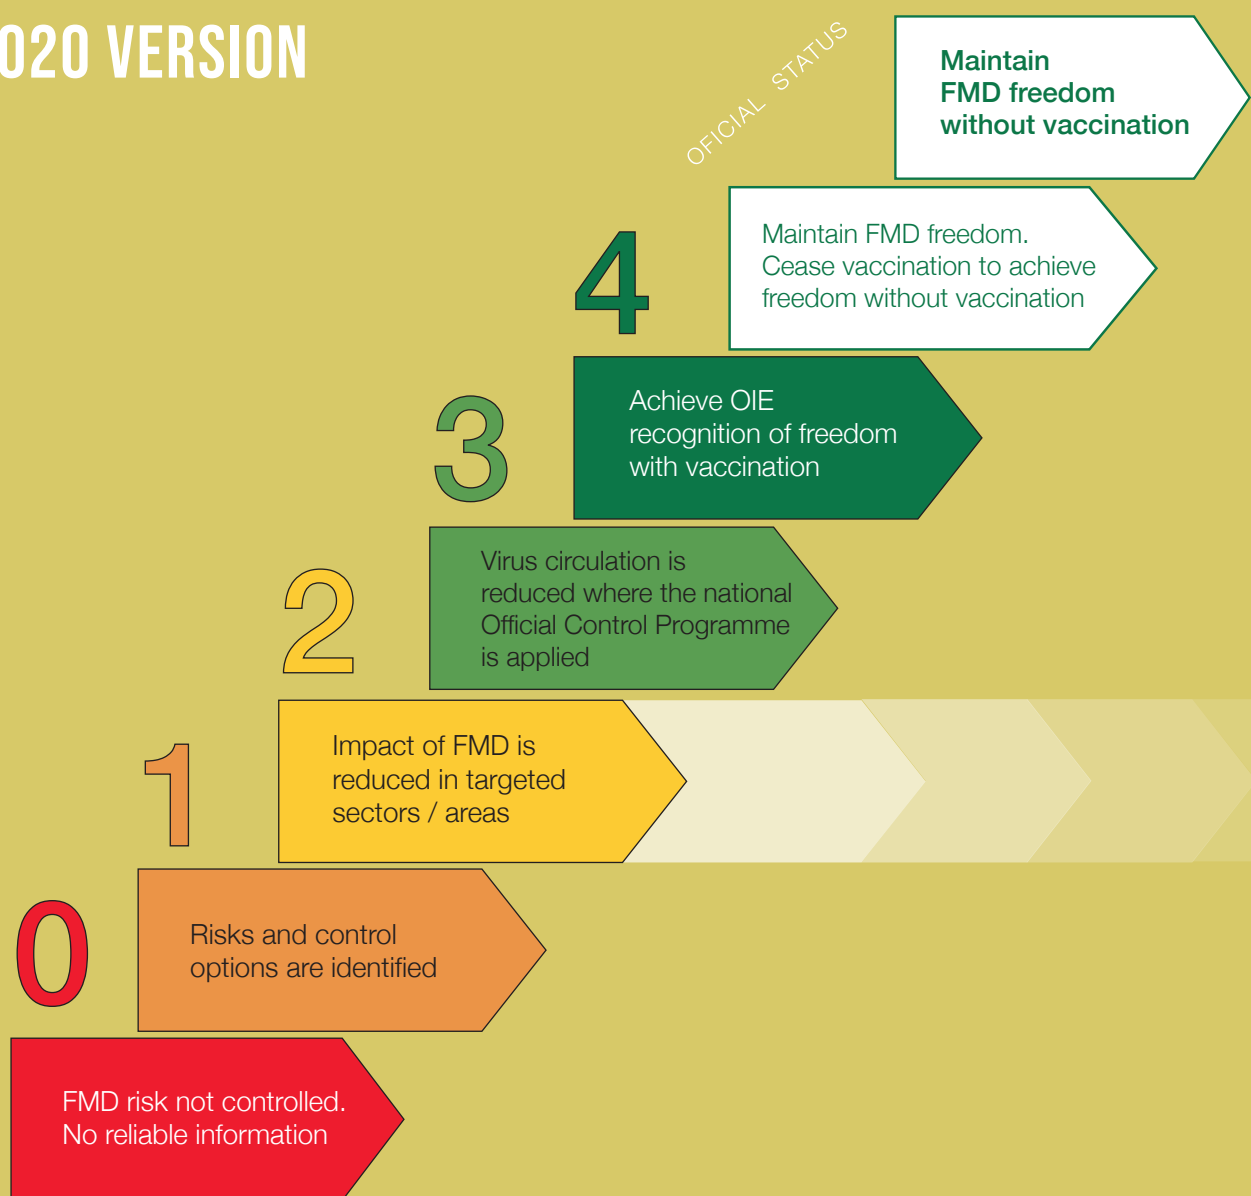 020 VERSION
OFICIAL STATUS
Maintain
FMD freedom
without vaccination
Maintain FMD freedom.
Cease vaccination to achieve
freedom without vaccination
4
Achieve OIE
recognition of freedom
with vaccination
3
Virus circulation is
reduced where the national
Official Control Programme
is applied
2
Impact of FMD is
reduced in targeted
sectors / areas
1
Risks and control
options are identified
0
FMD risk not controlled.
No reliable information